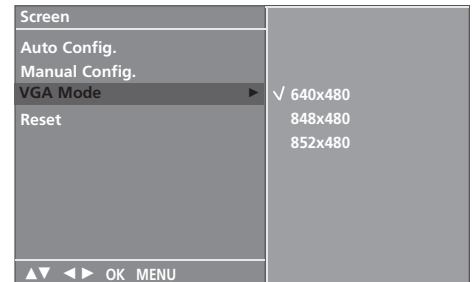 Screen
Auto Config.
Manual Config.
VGA Mode ►
Reset
√ 640x480
848x480
852x480
▲▼ ◄► OK MENU